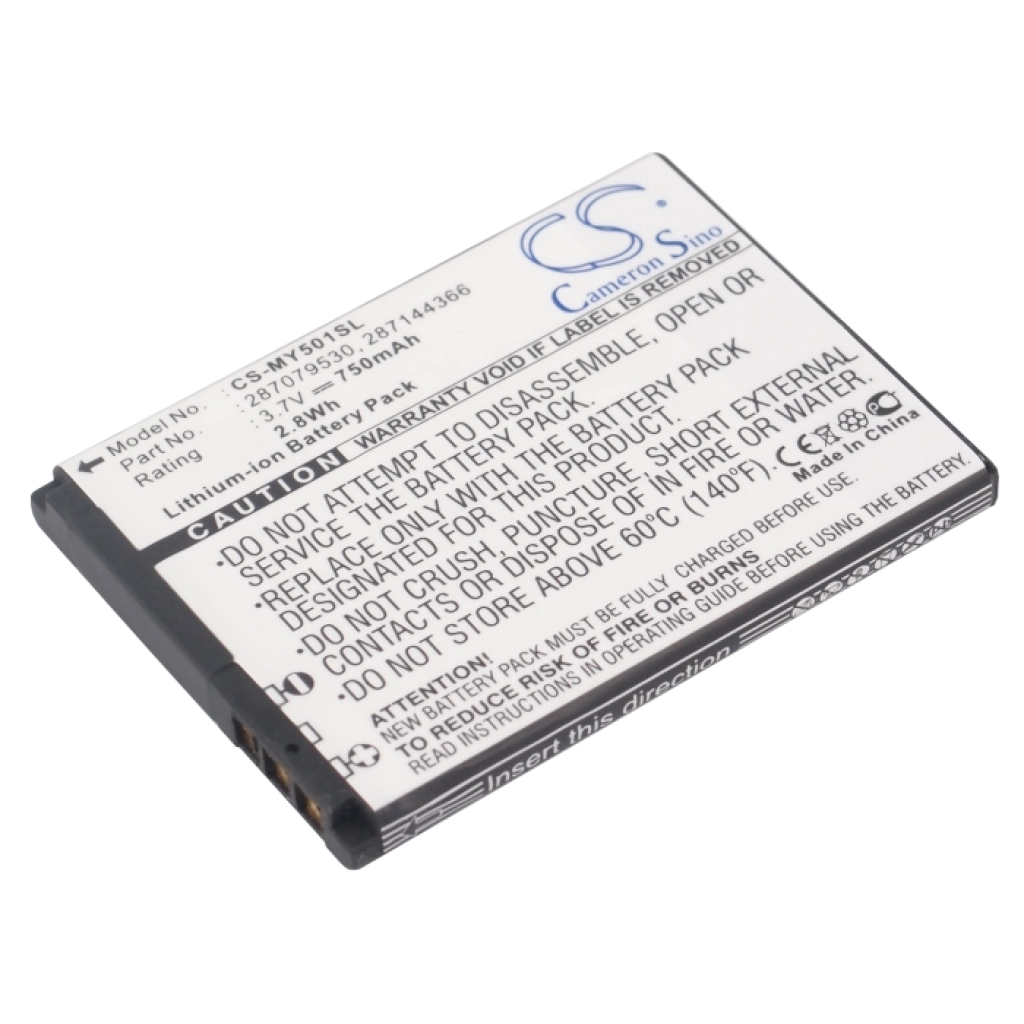 CS
Cameron Sino
Model No. : CS-MY501SL
Part No. : 287079530, 287144366
Rating : 3.7V 750mAh
2.8Wh
Lithium-ion Battery Pack
CAUTION WARRANTY VOID IF LABEL IS REMOVED
•DO NOT ATTEMPT TO DISASSEMBLE, OPEN OR
SERVICE THE BATTERY PACK
•REPLACE ONLY WITH THE BATTERY PACK
DESIGNATED FOR THIS PRODUCT
•DO NOT CRUSH, PUNCTURE, SHORT EXTERNAL
CONTACTS OR DISPOSE OF IN FIRE OR WATER
•DO NOT STORE ABOVE 60°C (140°F)
CE
Made in China
ATTENTION!
NEW BATTERY PACK MUST BE FULLY CHARGED BEFORE USE.
TO REDUCE RISK OF FIRE OR BURNS
READ INSTRUCTION GUIDE BEFORE USING THE BATTERY.
Insert this direction